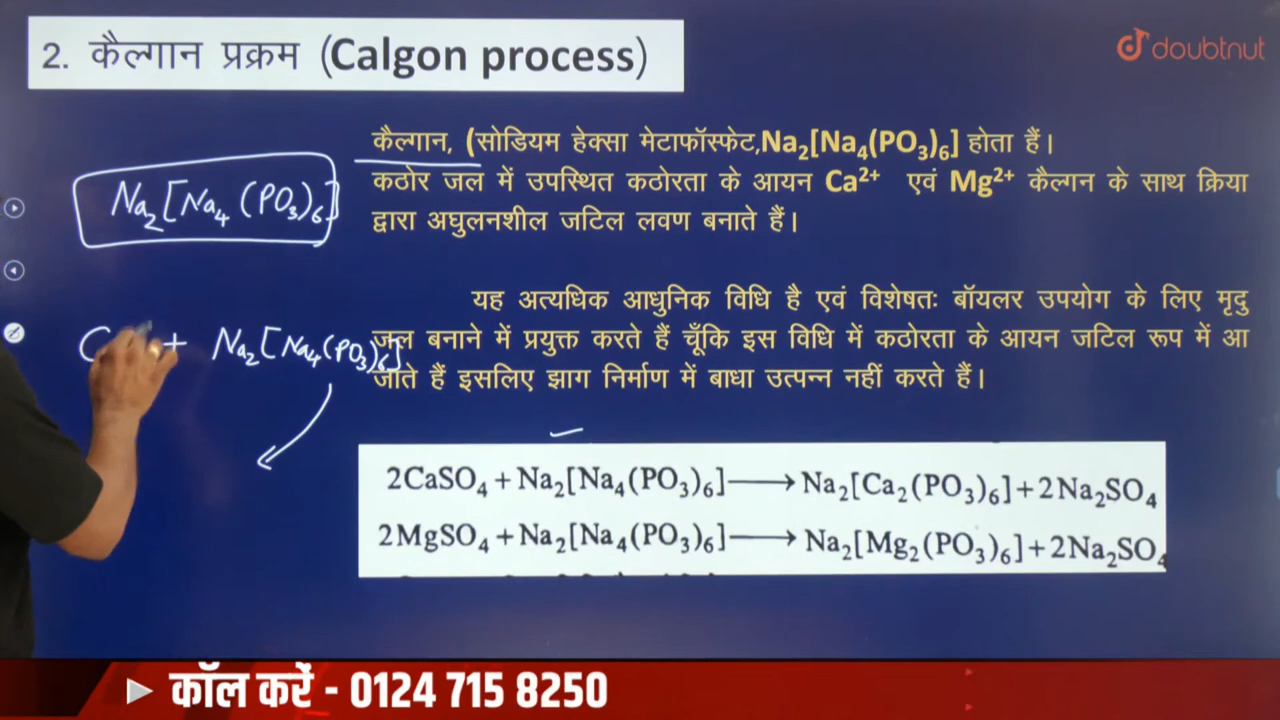 2. कैल्गान प्रक्रम (Calgon process)
doubtnut
कैल्गान, (सोडियम हेक्सा मेटाफॉस्फेट,Na₂[Na₄(PO₃)₆] होता हैं।
कठोर जल में उपस्थित कठोरता के आयन Ca²⁺ एवं Mg²⁺ कैल्गन के साथ क्रिया
द्वारा अघुलनशील जटिल लवण बनाते हैं।
Na₂[Na₄(PO₃)₆]
यह अत्यधिक आधुनिक विधि है एवं विशेषतः बॉयलर उपयोग के लिए मृदु
जल बनाने में प्रयुक्त करते हैं चूँकि इस विधि में कठोरता के आयन जटिल रूप में आ
जाते हैं इसलिए झाग निर्माण में बाधा उत्पन्न नहीं करते हैं।
C + Na₂[Na₄(PO₃)₆]
2CaSO₄+Na₂[Na₄(PO₃)₆]⟶Na₂[Ca₂(PO₃)₆]+2Na₂SO₄
2MgSO₄+Na₂[Na₄(PO₃)₆]⟶Na₂[Mg₂(PO₃)₆]+2Na₂SO₄
कॉल करें - 0124 715 8250